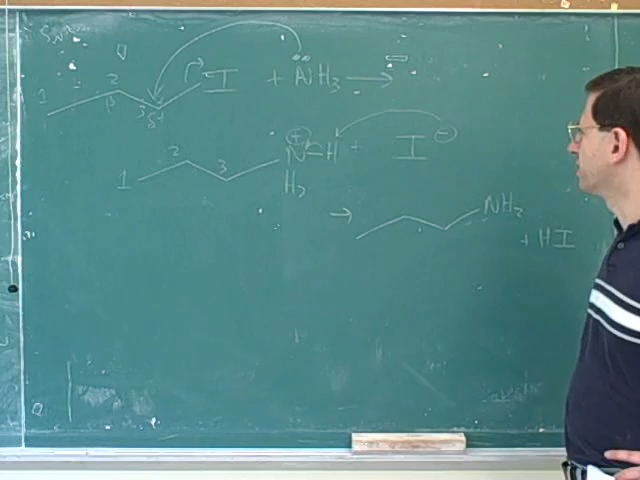 SN2
1 2 3 δ+ I + NH3 →
1 2 3 N-H + I ⊖
⊕ H2
→ NH2 + HI